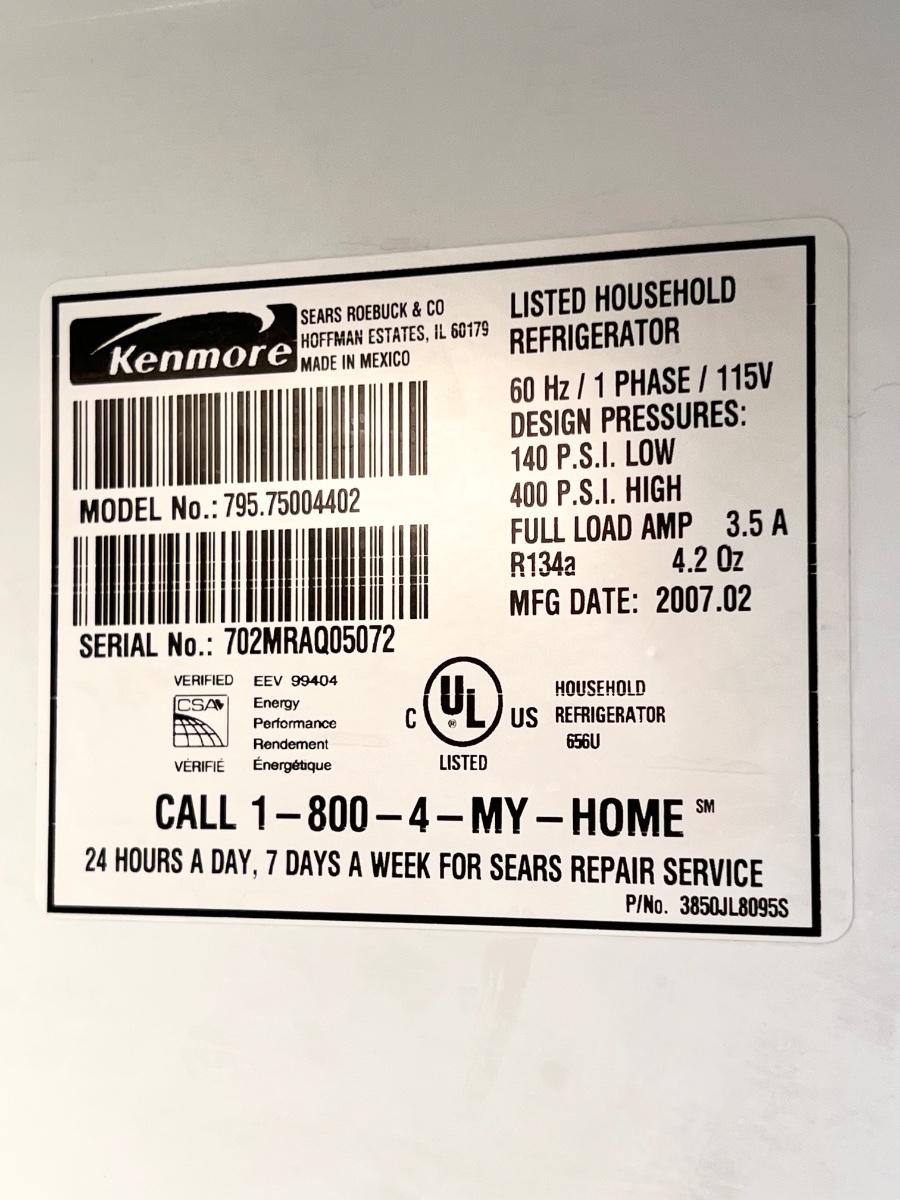 Kenmore
SEARS ROEBUCK & CO
HOFFMAN ESTATES, IL 60179
MADE IN MEXICO
MODEL No.: 795.75004402
SERIAL No.: 702MRAQ05072
LISTED HOUSEHOLD
REFRIGERATOR
60 Hz / 1 PHASE / 115V
DESIGN PRESSURES:
140 P.S.I. LOW
400 P.S.I. HIGH
FULL LOAD AMP 3.5 A
R134a 4.2 Oz
MFG DATE: 2007.02
VERIFIED
CSA
VÉRIFIÉ
EEV 99404
Energy
Performance
Rendement
Énergétique
C UL ® US
LISTED
HOUSEHOLD
REFRIGERATOR
656U
CALL 1-800-4-MY-HOME SM
24 HOURS A DAY, 7 DAYS A WEEK FOR SEARS REPAIR SERVICE
P/No. 3850JL8095S